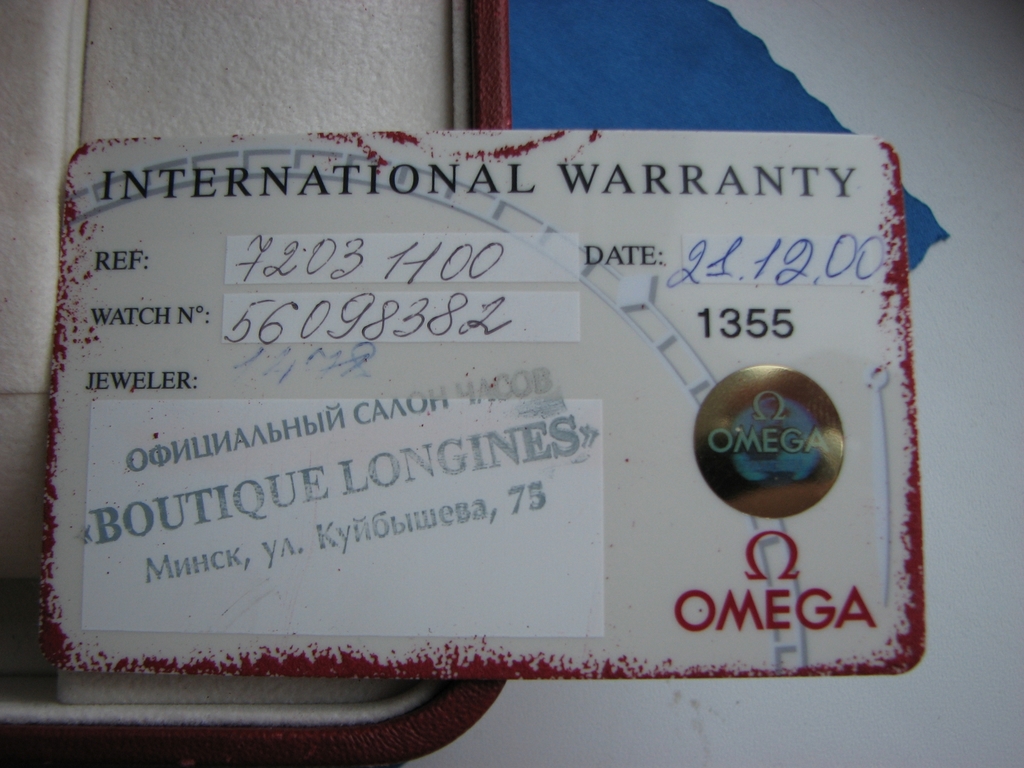 INTERNATIONAL WARRANTY
REF: 7203 1100 DATE: 21.12.00
WATCH N°: 56098382
1355
JEWELER:
ОФИЦИАЛЬНЫЙ САЛОН ЧАСОВ
«BOUTIQUE LONGINES»
Минск, ул. Куйбышева, 75
Ω
OMEGA
Ω
OMEGA